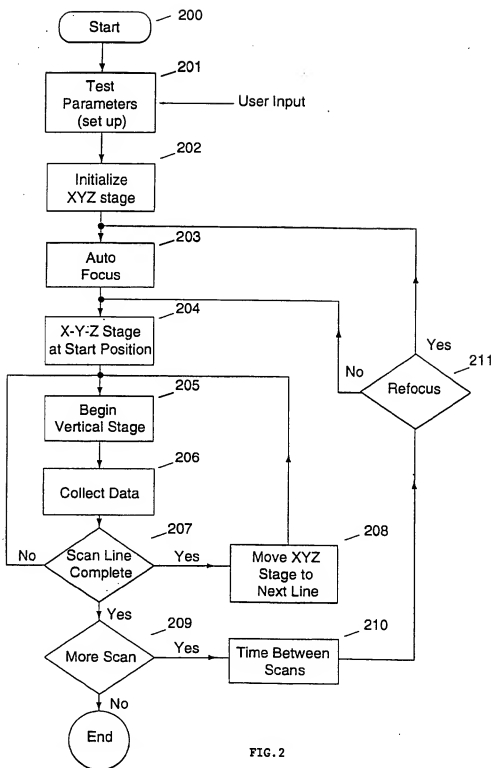 Start
200
201
Test
Parameters
(set up)
User Input
202
Initialize
XYZ stage
203
Auto
Focus
204
X-Y-Z Stage
at Start Position
Yes
No
211
Refocus
205
Begin
Vertical Stage
206
Collect Data
207
No
Scan Line
Complete
Yes
208
Move XYZ
Stage to
Next Line
Yes
209
More Scan
Yes
210
Time Between
Scans
No
End
FIG.2